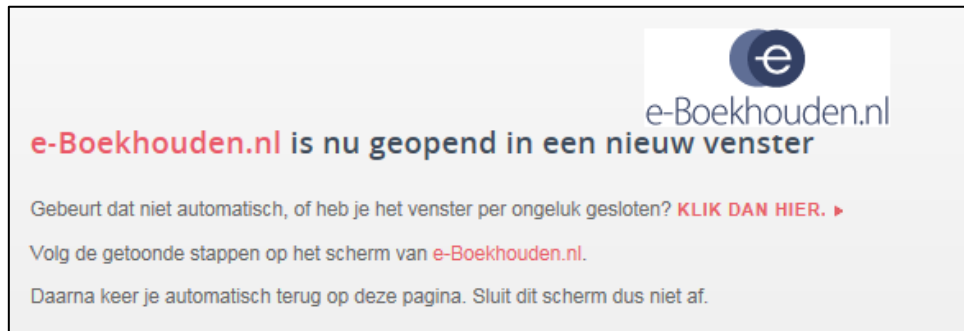 e
e-Boekhouden.nl
e-Boekhouden.nl is nu geopend in een nieuw venster
Gebeurt dat niet automatisch, of heb je het venster per ongeluk gesloten? KLIK DAN HIER. ▸
Volg de getoonde stappen op het scherm van e-Boekhouden.nl.
Daarna keer je automatisch terug op deze pagina. Sluit dit scherm dus niet af.